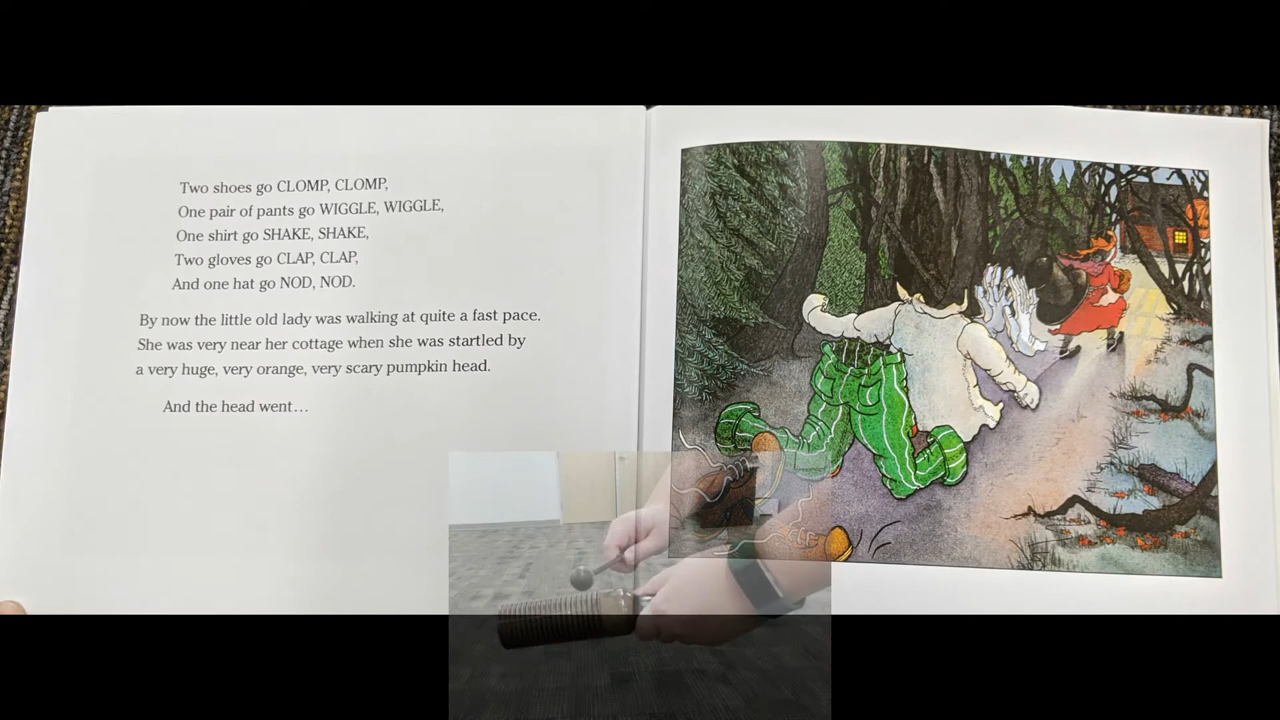 Two shoes go CLOMP, CLOMP,
One pair of pants go WIGGLE, WIGGLE,
One shirt go SHAKE, SHAKE,
Two gloves go CLAP, CLAP,
And one hat go NOD, NOD.
By now the little old lady was walking at quite a fast pace.
She was very near her cottage when she was startled by
a very huge, very orange, very scary pumpkin head.
And the head went…